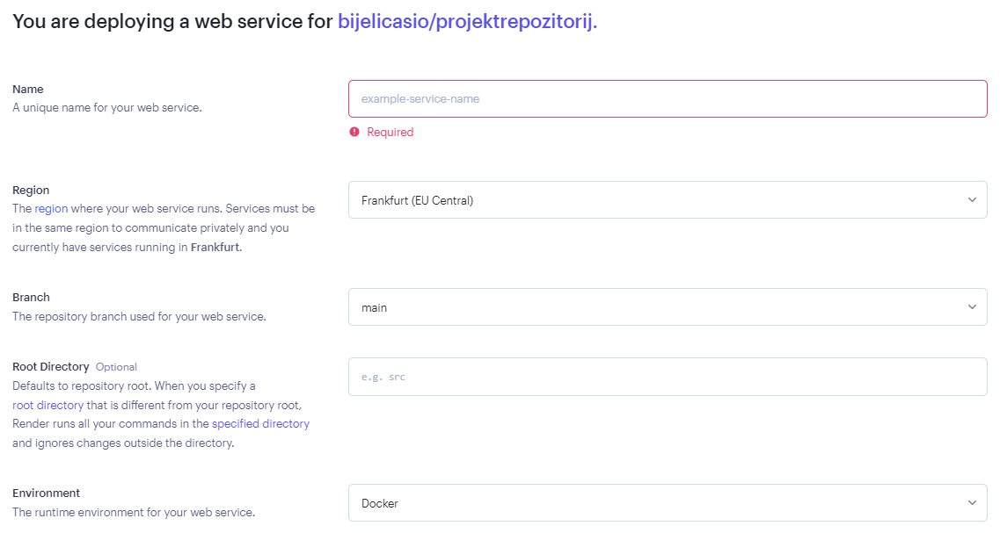 You are deploying a web service for bijelicasio/projektrepozitorij.
Name
A unique name for your web service.
example-service-name
Required
Region
The region where your web service runs. Services must be
in the same region to communicate privately and you
currently have services running in Frankfurt.
Frankfurt (EU Central)
Branch
The repository branch used for your web service.
main
Root Directory Optional
Defaults to repository root. When you specify a
root directory that is different from your repository root,
Render runs all your commands in the specified directory
and ignores changes outside the directory.
e.g. src
Environment
The runtime environment for your web service.
Docker